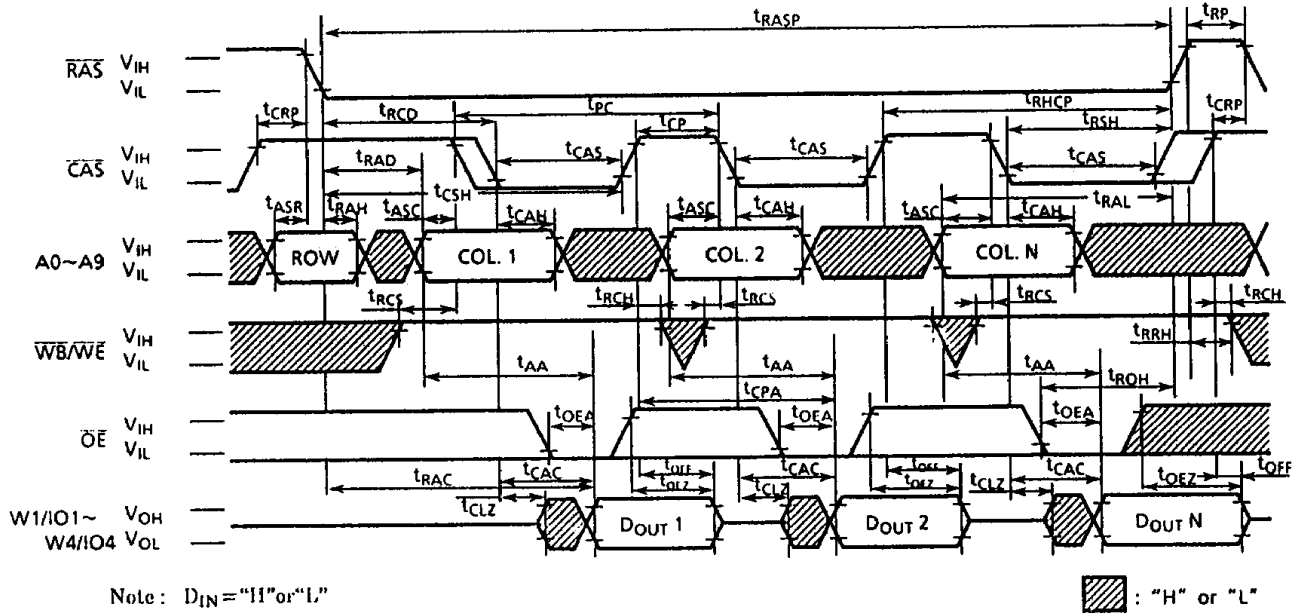 tRASP tRP
RAS VIH
VIL
tCRP tRCD tPC tCP tRHCP tRSH tCRP
CAS VIH
VIL
tRAD tCAS tCAS tCAS
tCSH tRAL
tASR tRAH tASC tCAH tASC tCAH tASC tCAH
A0~A9 VIH
VIL
ROW COL. 1 COL. 2 COL. N
tRCS tRCH tRCS tRCS tRCH
WB/WE VIH
VIL
tRRH
tAA tAA tAA
tCPA tROH
OE VIH
VIL
tOEA tOEA tOEA
tRAC tCAC tOFF tCAC tOFF tCAC tOFF
tCLZ tOEZ tCLZ tOEZ tCLZ tOEZ
W1/IO1~ VOH
W4/IO4 VOL
DOUT 1 DOUT 2 DOUT N
Note : DIN="H"or"L"
: "H" or "L"